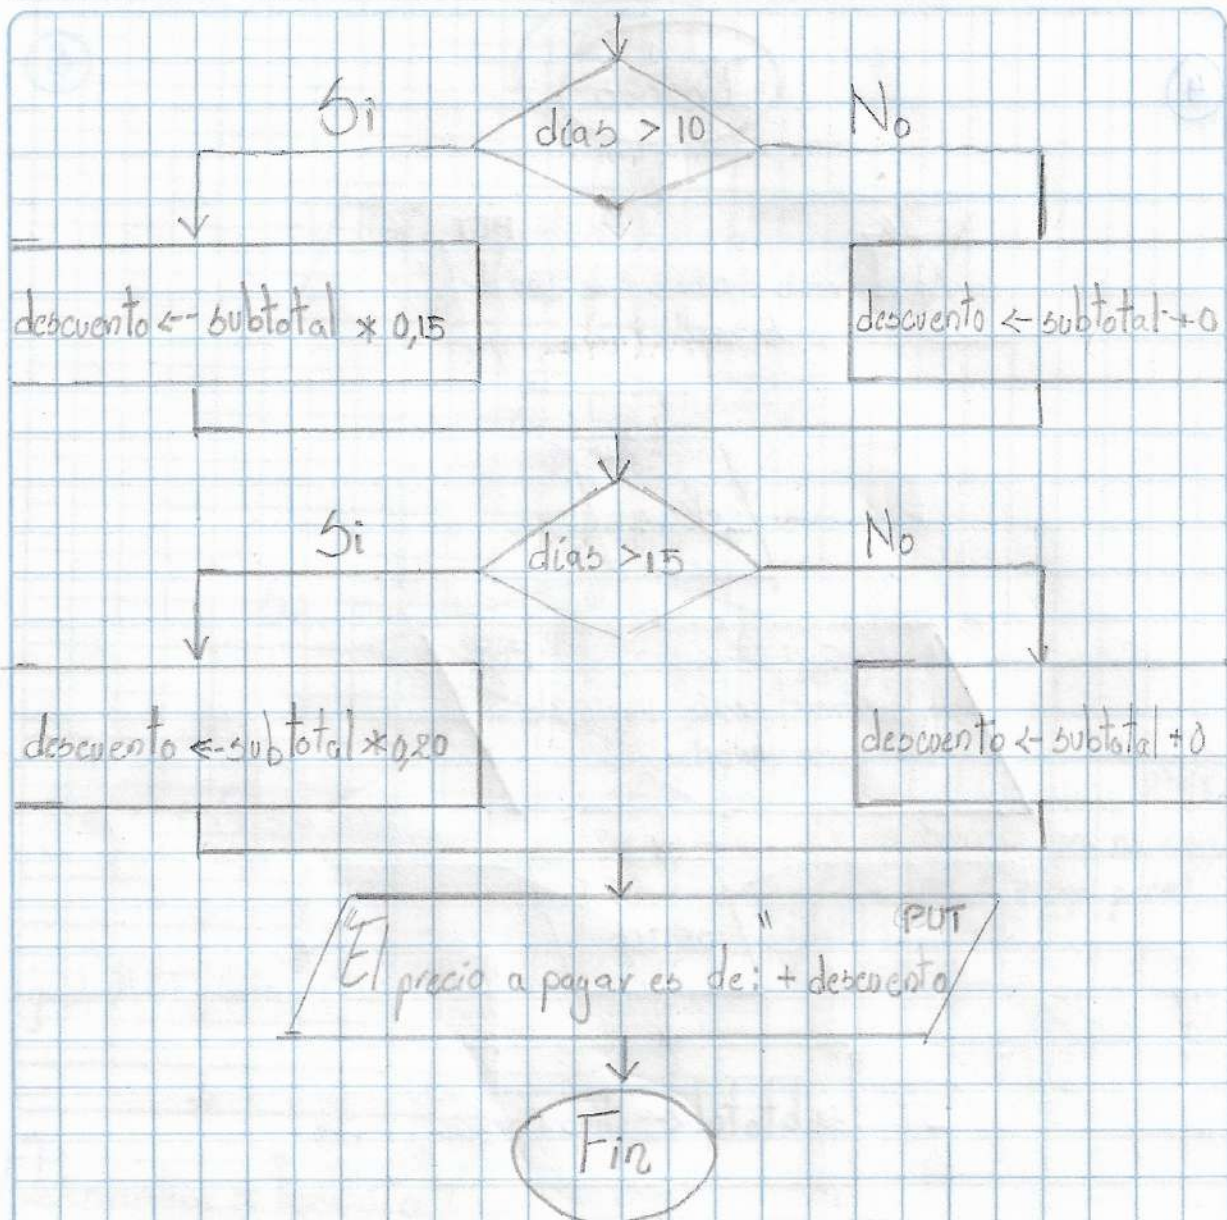 Si
No
días > 10
descuento ← subtotal * 0,15
descuento ← subtotal + 0
Si
No
días > 15
descuento ← subtotal * 0,20
descuento ← subtotal + 0
PUT
"El precio a pagar es de: " + descuento
Fin